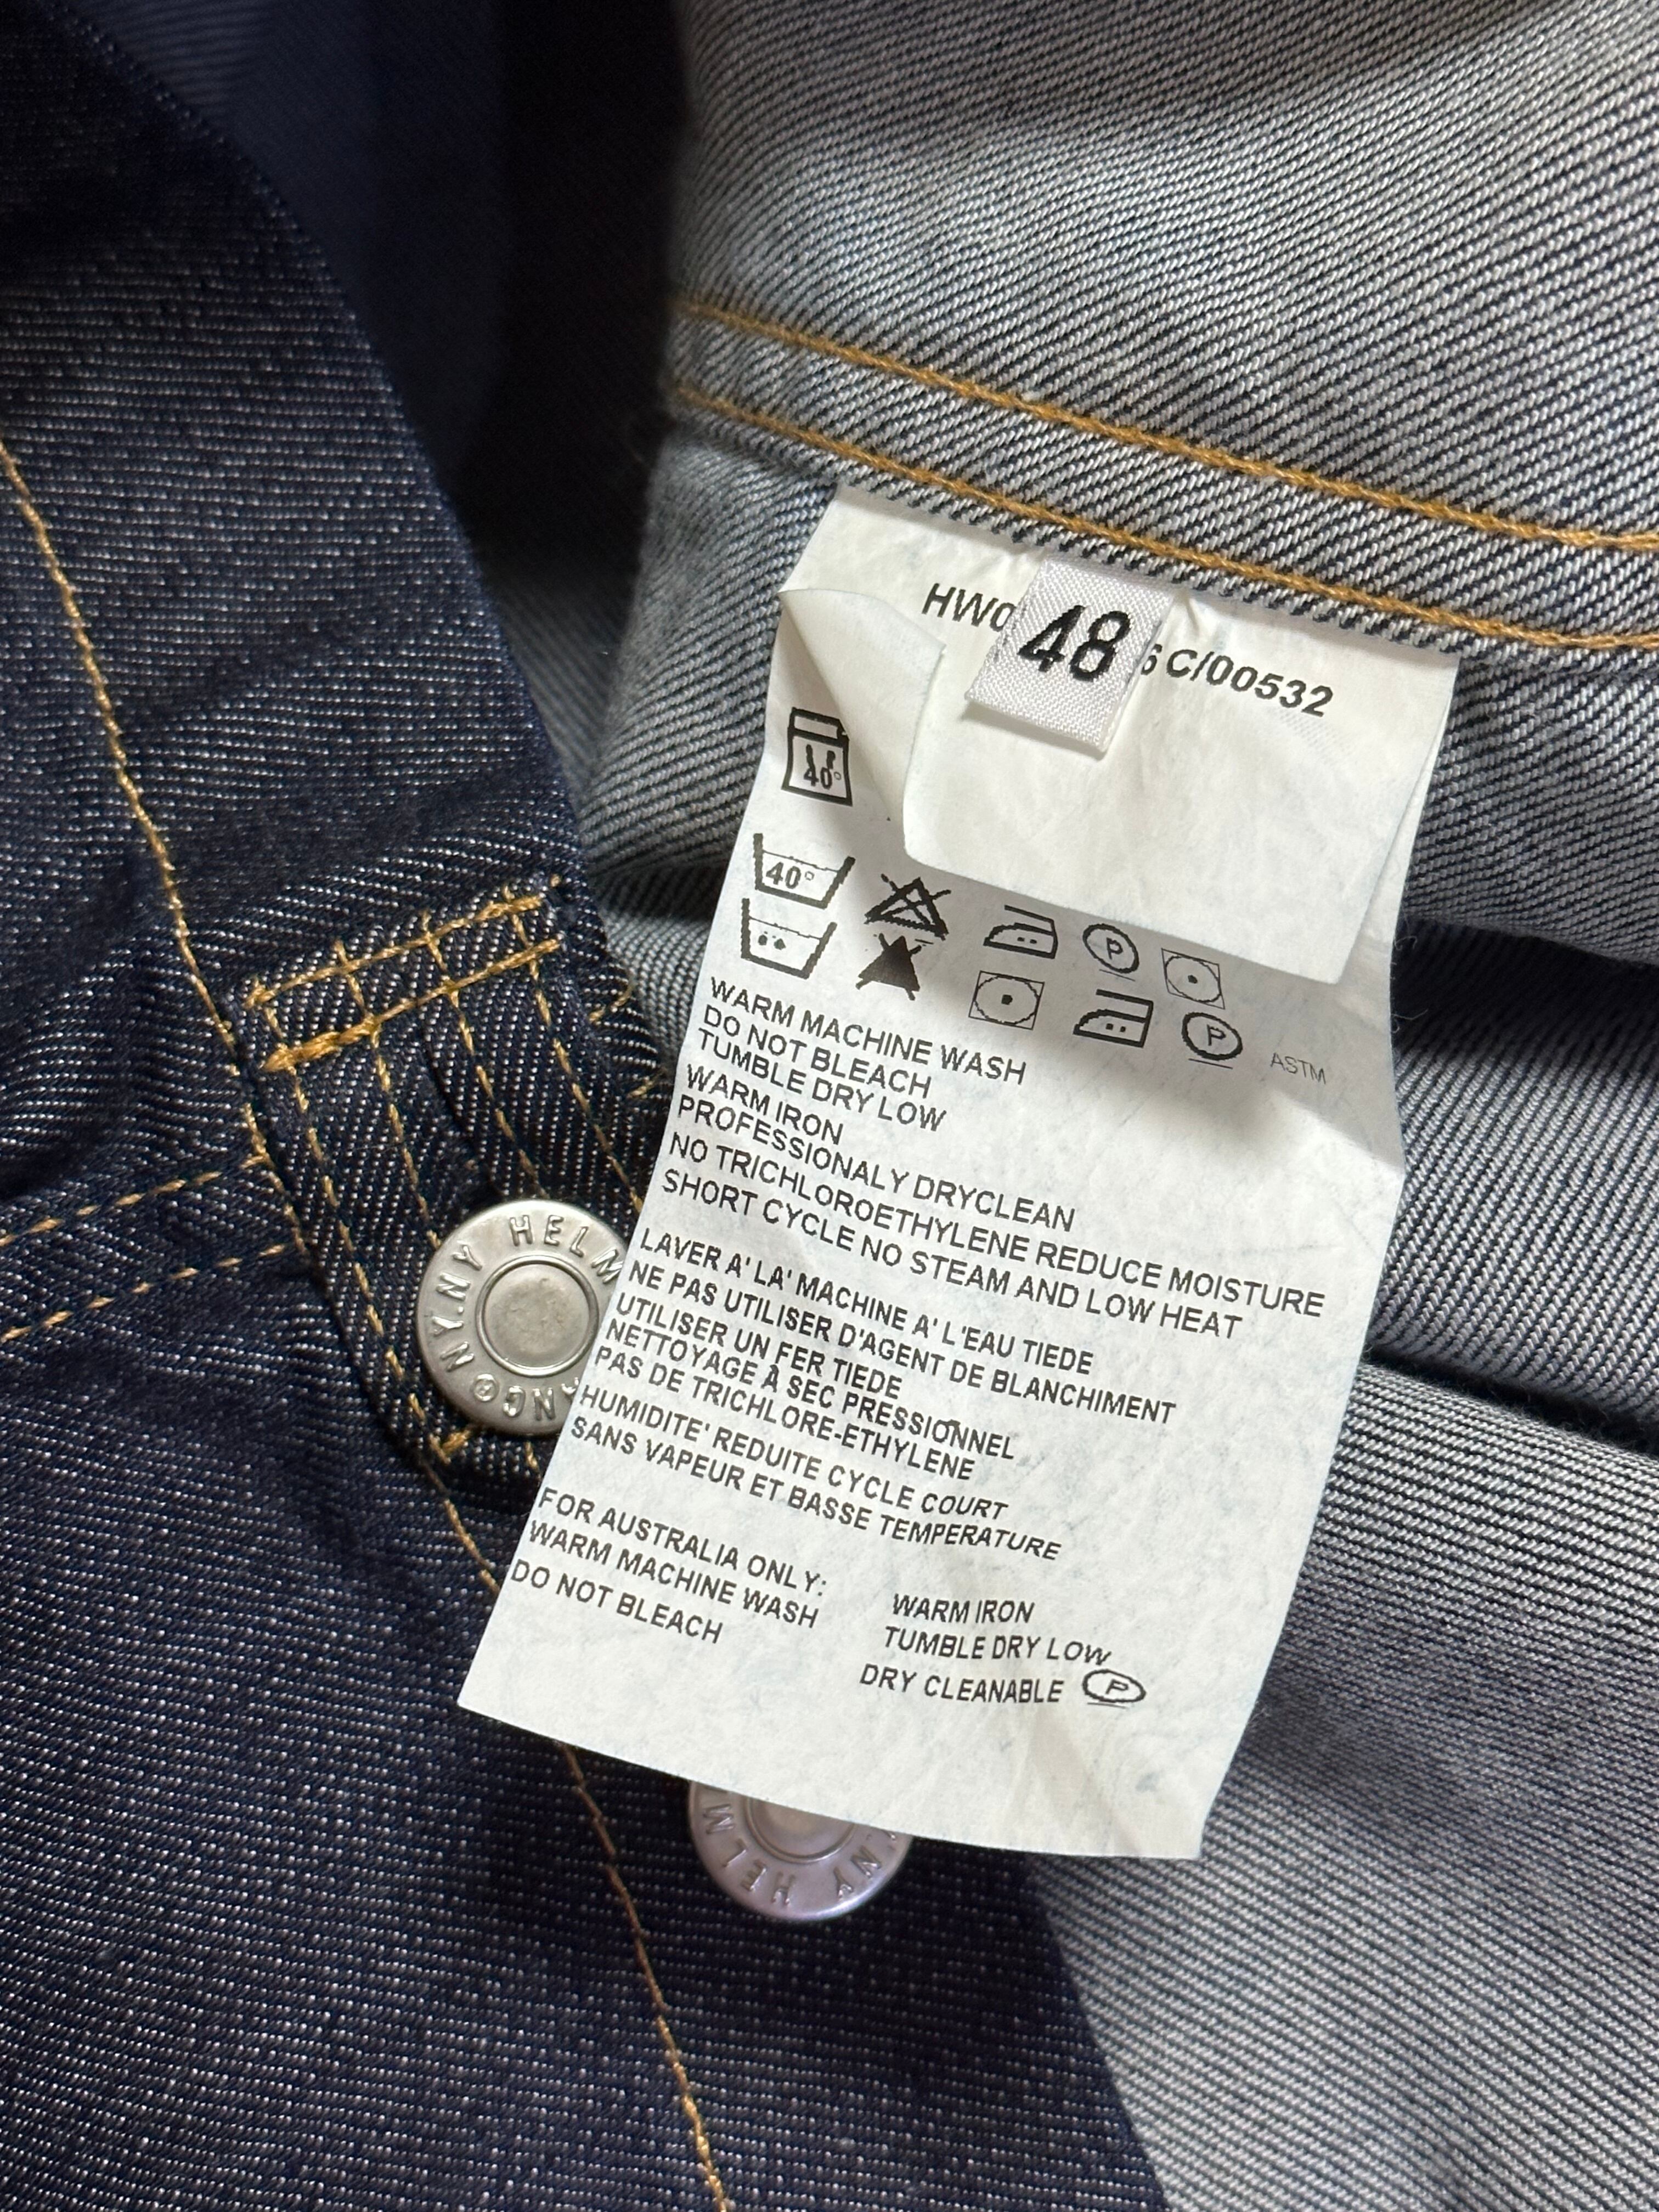 48
C/00532
40°
40°
P
P
ASTM
WARM MACHINE WASH
DO NOT BLEACH
TUMBLE DRY LOW
WARM IRON
PROFESSIONALY DRYCLEAN
NO TRICHLOROETHYLENE REDUCE MOISTURE
SHORT CYCLE NO STEAM AND LOW HEAT
LAVER A' LA' MACHINE A' L'EAU TIEDE
NE PAS UTILISER D'AGENT DE BLANCHIMENT
UTILISER UN FER TIEDE
NETTOYAGE À SEC PRESSIONNEL
PAS DE TRICHLORE-ETHYLENE
HUMIDITE' REDUITE CYCLE COURT
SANS VAPEUR ET BASSE TEMPERATURE
FOR AUSTRALIA ONLY:
WARM MACHINE WASH
DO NOT BLEACH
WARM IRON
TUMBLE DRY LOW
DRY CLEANABLE P
NY.NY HELM